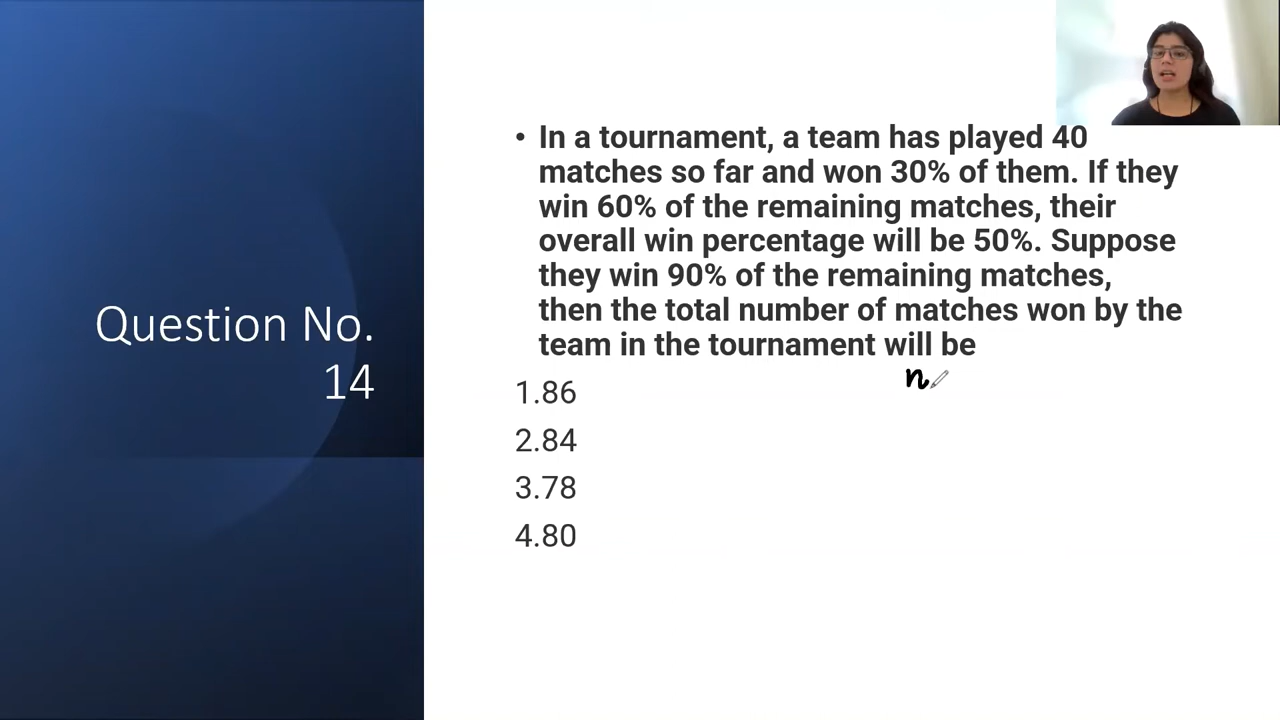 Question No.
14
• In a tournament, a team has played 40
matches so far and won 30% of them. If they
win 60% of the remaining matches, their
overall win percentage will be 50%. Suppose
they win 90% of the remaining matches,
then the total number of matches won by the
team in the tournament will be
n
1.86
2.84
3.78
4.80